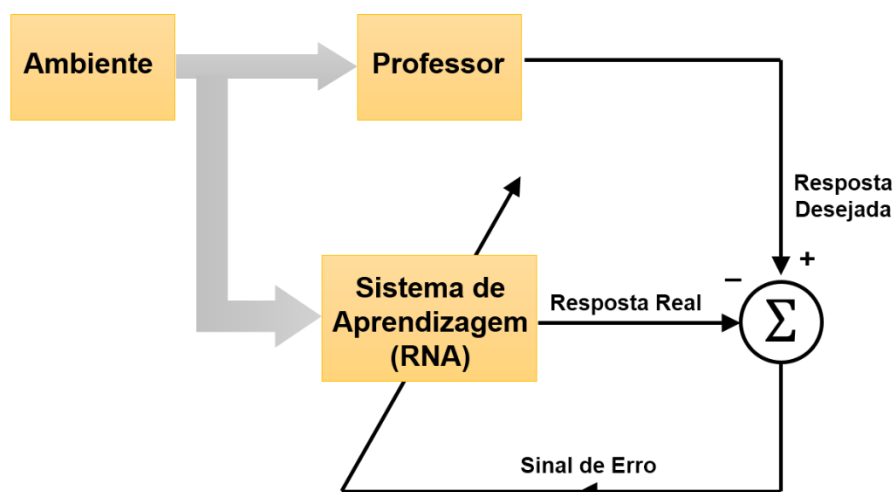 Ambiente
Professor
Resposta
Desejada
+
–
Sistema de
Aprendizagem
(RNA)
Resposta Real
Σ
Sinal de Erro